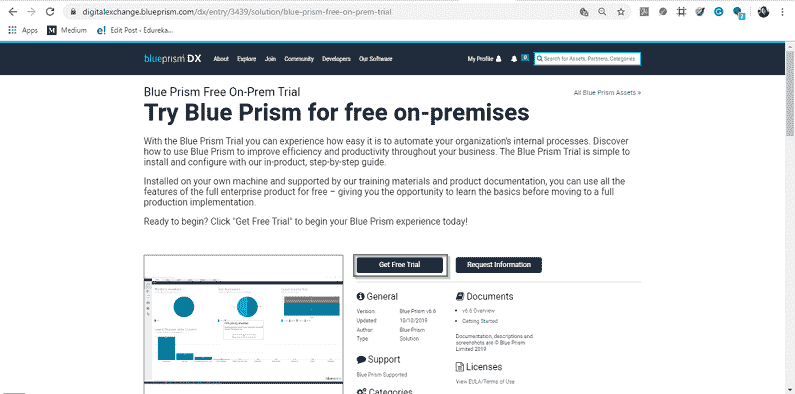 digitalexchange.blueprism.com/dx/entry/3439/solution/blue-prism-free-on-prem-trial
Bookmarks
Medium
e! Edit Post ‹ Edureka...
blueprism DX
About Explore Join Community Developers Our Software
My Profile
0
Search for Assets, Partners, Categories
Blue Prism Free On-Prem Trial
All Blue Prism Assets »
Try Blue Prism for free on-premises
With the Blue Prism Trial you can experience how easy it is to automate your organization's internal processes. Discover
how to use Blue Prism to improve efficiency and productivity throughout your business. The Blue Prism Trial is simple to
install and configure with our in-product, step-by-step guide.
Installed on your own machine and supported by our training materials and product documentation, you can use all the
features of the full enterprise product for free – giving you the opportunity to learn the basics before moving to a full
production implementation.
Ready to begin? Click "Get Free Trial" to begin your Blue Prism experience today!
Get Free Trial
Request Information
General
Version: Blue Prism v6.6
Updated: 10/10/2019
Author Blue Prism
Type Solution
Support
Blue Prism Supported
Categories
Documents
v6.6 Overview
Getting Started
Documentation, descriptions and
screenshots are © Blue Prism
Limited 2019
Licenses
View EULA/Terms of Use